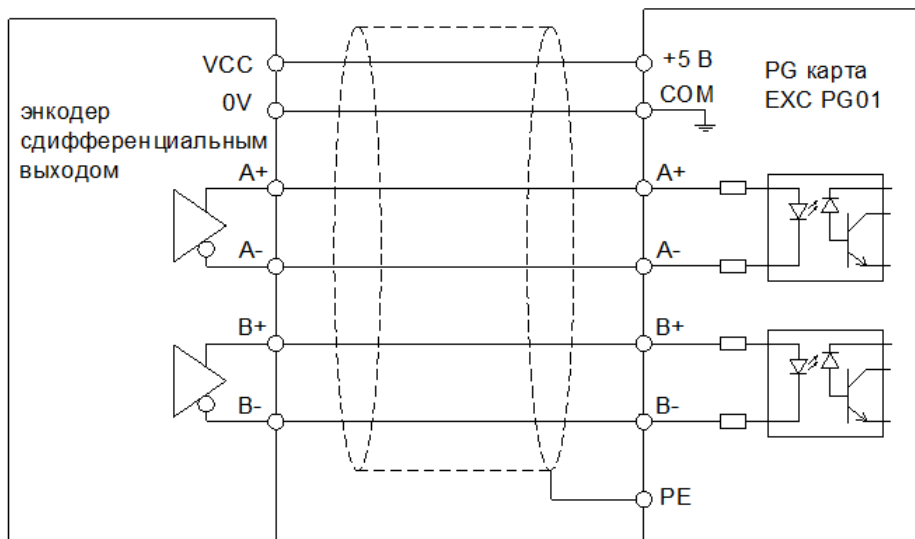 VCC
0V
энкодер
сдифференциальным
выходом
A+
A-
B+
B-
+5 В
COM
A+
A-
B+
B-
PE
PG карта
EXC PG01